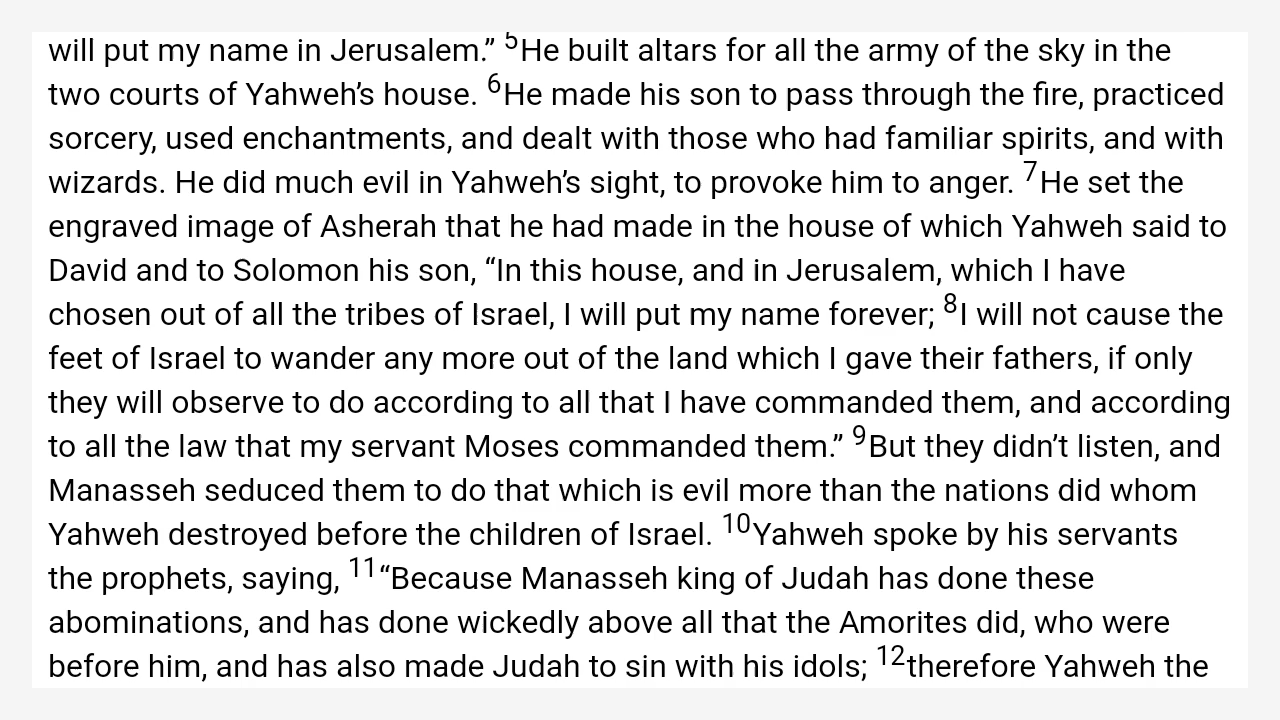 will put my name in Jerusalem.” 5He built altars for all the army of the sky in the
two courts of Yahweh’s house. 6He made his son to pass through the fire, practiced
sorcery, used enchantments, and dealt with those who had familiar spirits, and with
wizards. He did much evil in Yahweh’s sight, to provoke him to anger. 7He set the
engraved image of Asherah that he had made in the house of which Yahweh said to
David and to Solomon his son, “In this house, and in Jerusalem, which I have
chosen out of all the tribes of Israel, I will put my name forever; 8I will not cause the
feet of Israel to wander any more out of the land which I gave their fathers, if only
they will observe to do according to all that I have commanded them, and according
to all the law that my servant Moses commanded them.” 9But they didn’t listen, and
Manasseh seduced them to do that which is evil more than the nations did whom
Yahweh destroyed before the children of Israel. 10Yahweh spoke by his servants
the prophets, saying, 11“Because Manasseh king of Judah has done these
abominations, and has done wickedly above all that the Amorites did, who were
before him, and has also made Judah to sin with his idols; 12therefore Yahweh the